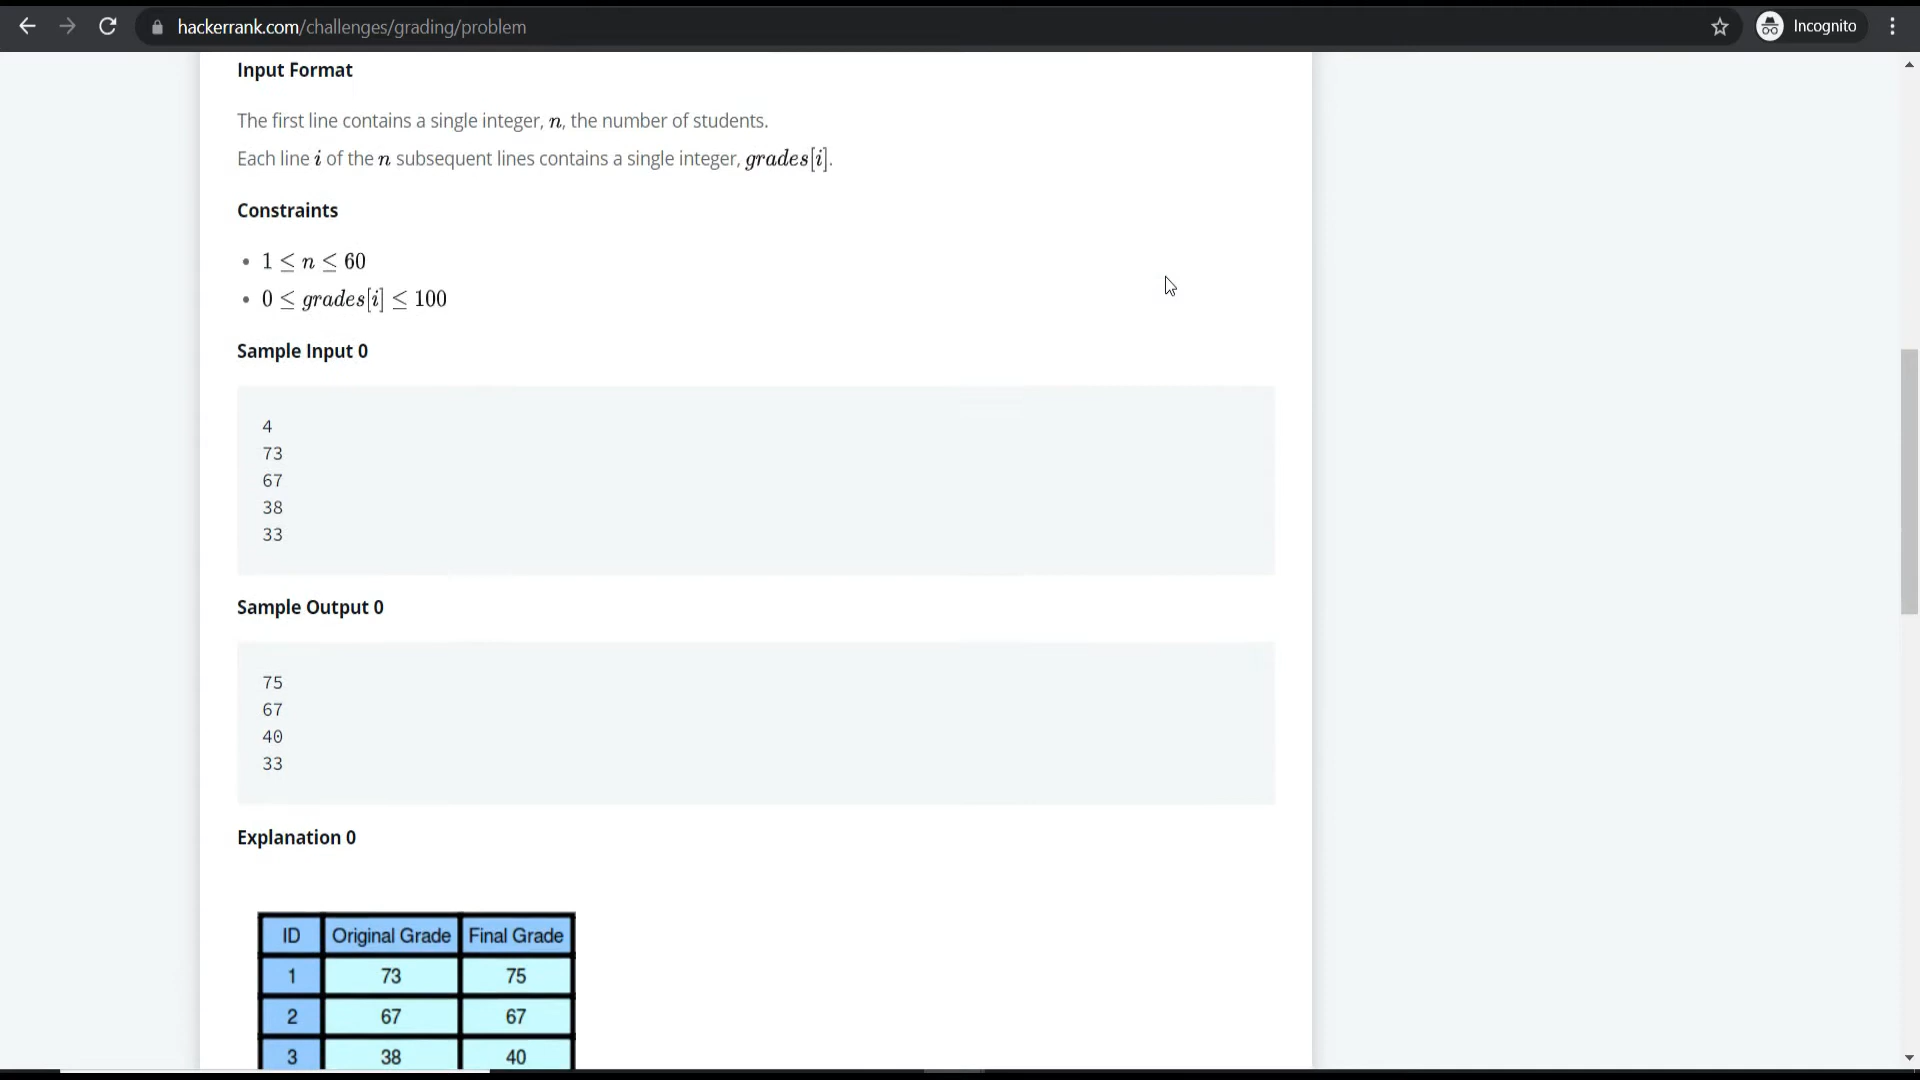 hackerrank.com/challenges/grading/problem
Incognito
Input Format
The first line contains a single integer, n, the number of students.
Each line i of the n subsequent lines contains a single integer, grades[i].
Constraints
• 1 ≤ n ≤ 60
• 0 ≤ grades[i] ≤ 100
Sample Input 0
4
73
67
38
33
Sample Output 0
75
67
40
33
Explanation 0
ID Original Grade Final Grade
1 73 75
2 67 67
3 38 40